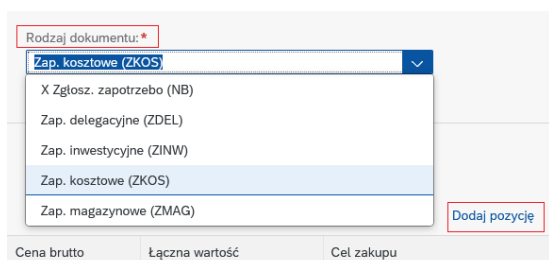 Rodzaj dokumentu:*
Zap. kosztowe (ZKOS)
X Zgłosz. zapotrzebo (NB)
Zap. delegacyjne (ZDEL)
Zap. inwestycyjne (ZINW)
Zap. kosztowe (ZKOS)
Zap. magazynowe (ZMAG)
Dodaj pozycję
Cena brutto Łączna wartość Cel zakupu